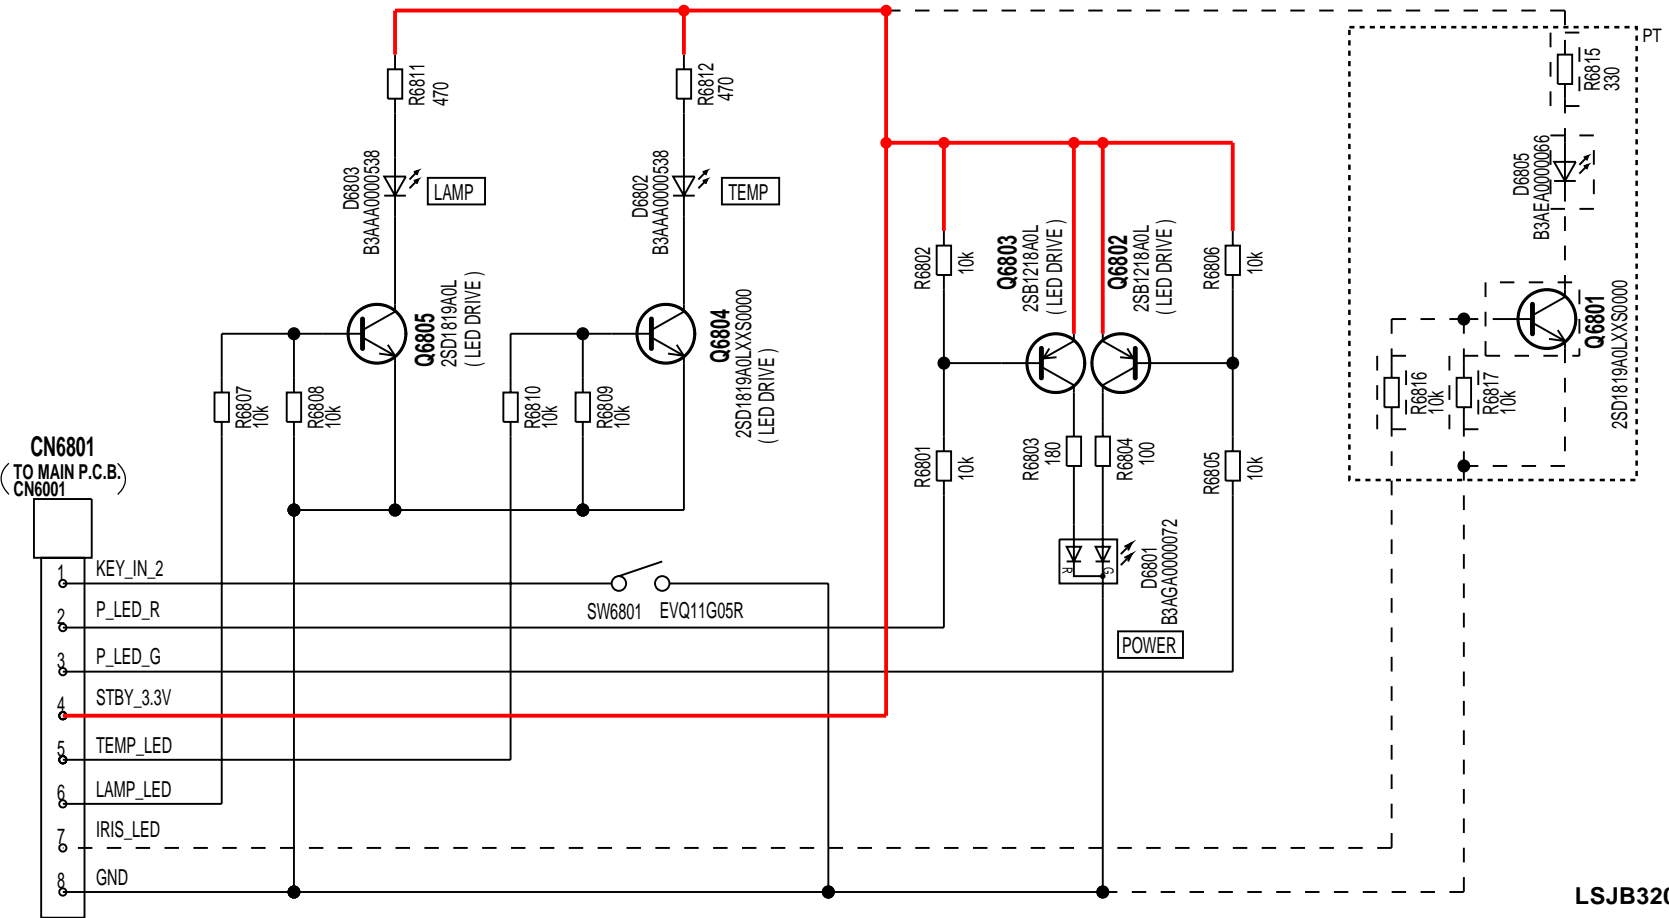 PT
R6811
470
R6812
470
R6815
330
D6803
B3AAA0000538
LAMP
D6802
B3AAA0000538
TEMP
D6805
B3AEA0000066
R6802
10k
Q6803
2SB1218A0L
( LED DRIVE )
Q6802
2SB1218A0L
( LED DRIVE )
R6806
10k
Q6805
2SD1819A0L
( LED DRIVE )
Q6804
2SD1819A0LXXS0000
( LED DRIVE )
Q6801
2SD1819A0LXXS0000
R6807
10k
R6808
10k
R6810
10k
R6809
10k
R6816
10k
R6817
10k
R6801
10k
R6803
180
R6804
100
R6805
10k
CN6801
( TO MAIN P.C.B. )
CN6001
R
G
D6801
B3AGA0000072
POWER
1 KEY_IN_2
SW6801 EVQ11G05R
2 P_LED_R
3 P_LED_G
4 STBY_3.3V
5 TEMP_LED
6 LAMP_LED
7 IRIS_LED
8 GND